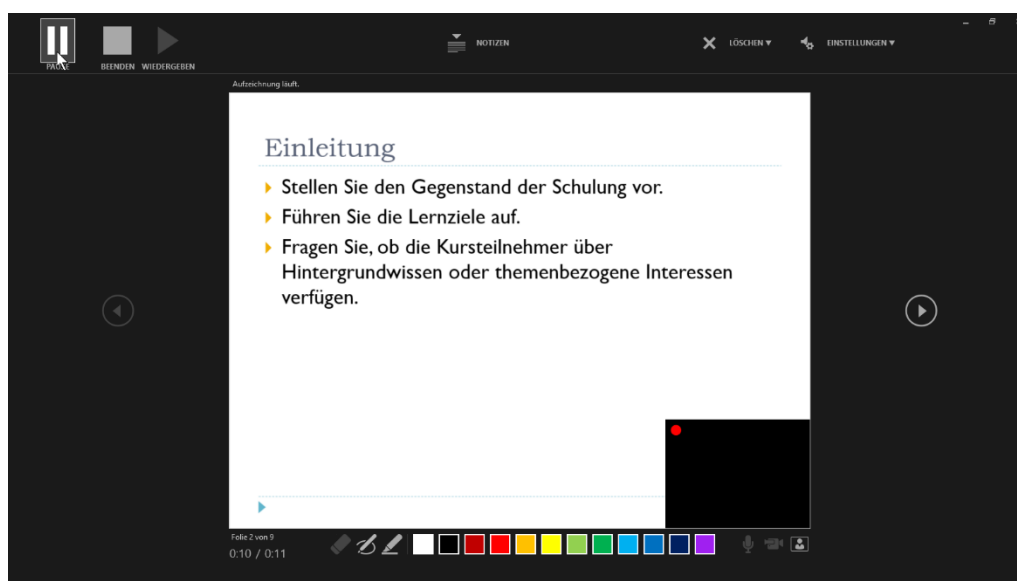 PAUSE
BEENDEN
WIEDERGEBEN
NOTIZEN
LÖSCHEN
EINSTELLUNGEN
Aufzeichnung läuft.
Einleitung
Stellen Sie den Gegenstand der Schulung vor.
Führen Sie die Lernziele auf.
Fragen Sie, ob die Kursteilnehmer über
Hintergrundwissen oder themenbezogene Interessen
verfügen.
Folie 2 von 9
0:10 / 0:11